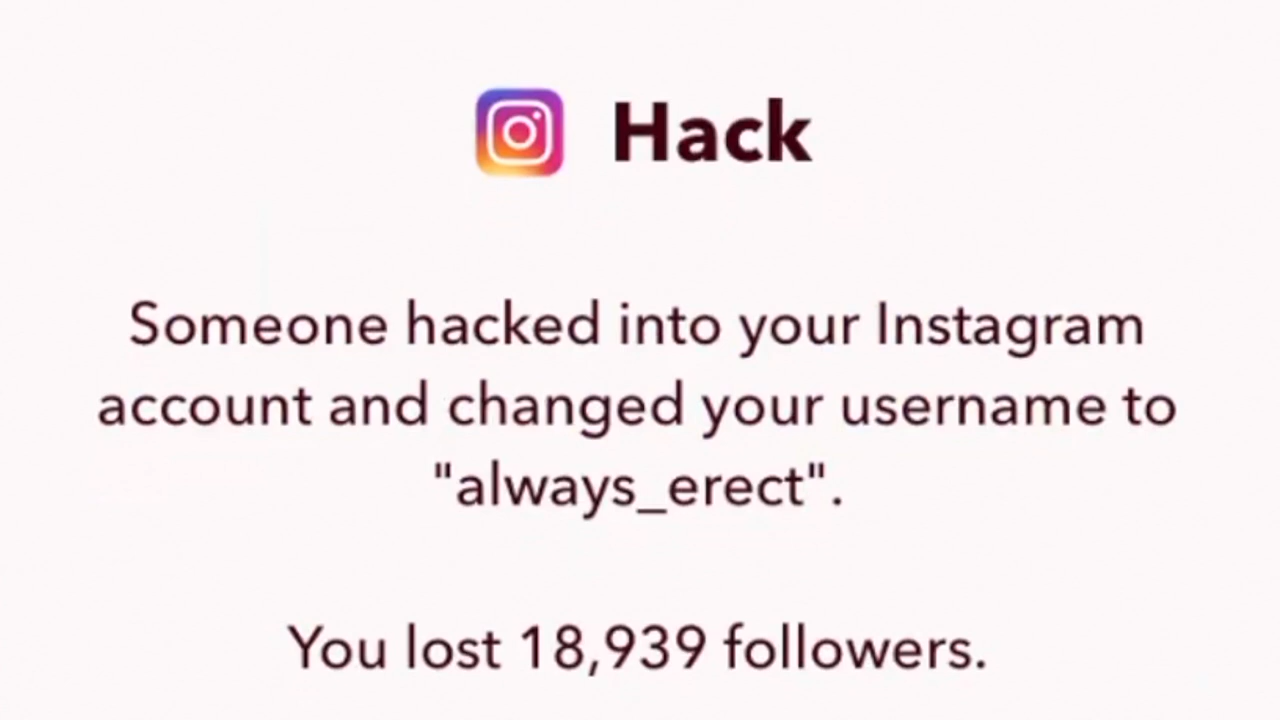 Hack
Someone hacked into your Instagram
account and changed your username to
"always_erect".
You lost 18,939 followers.